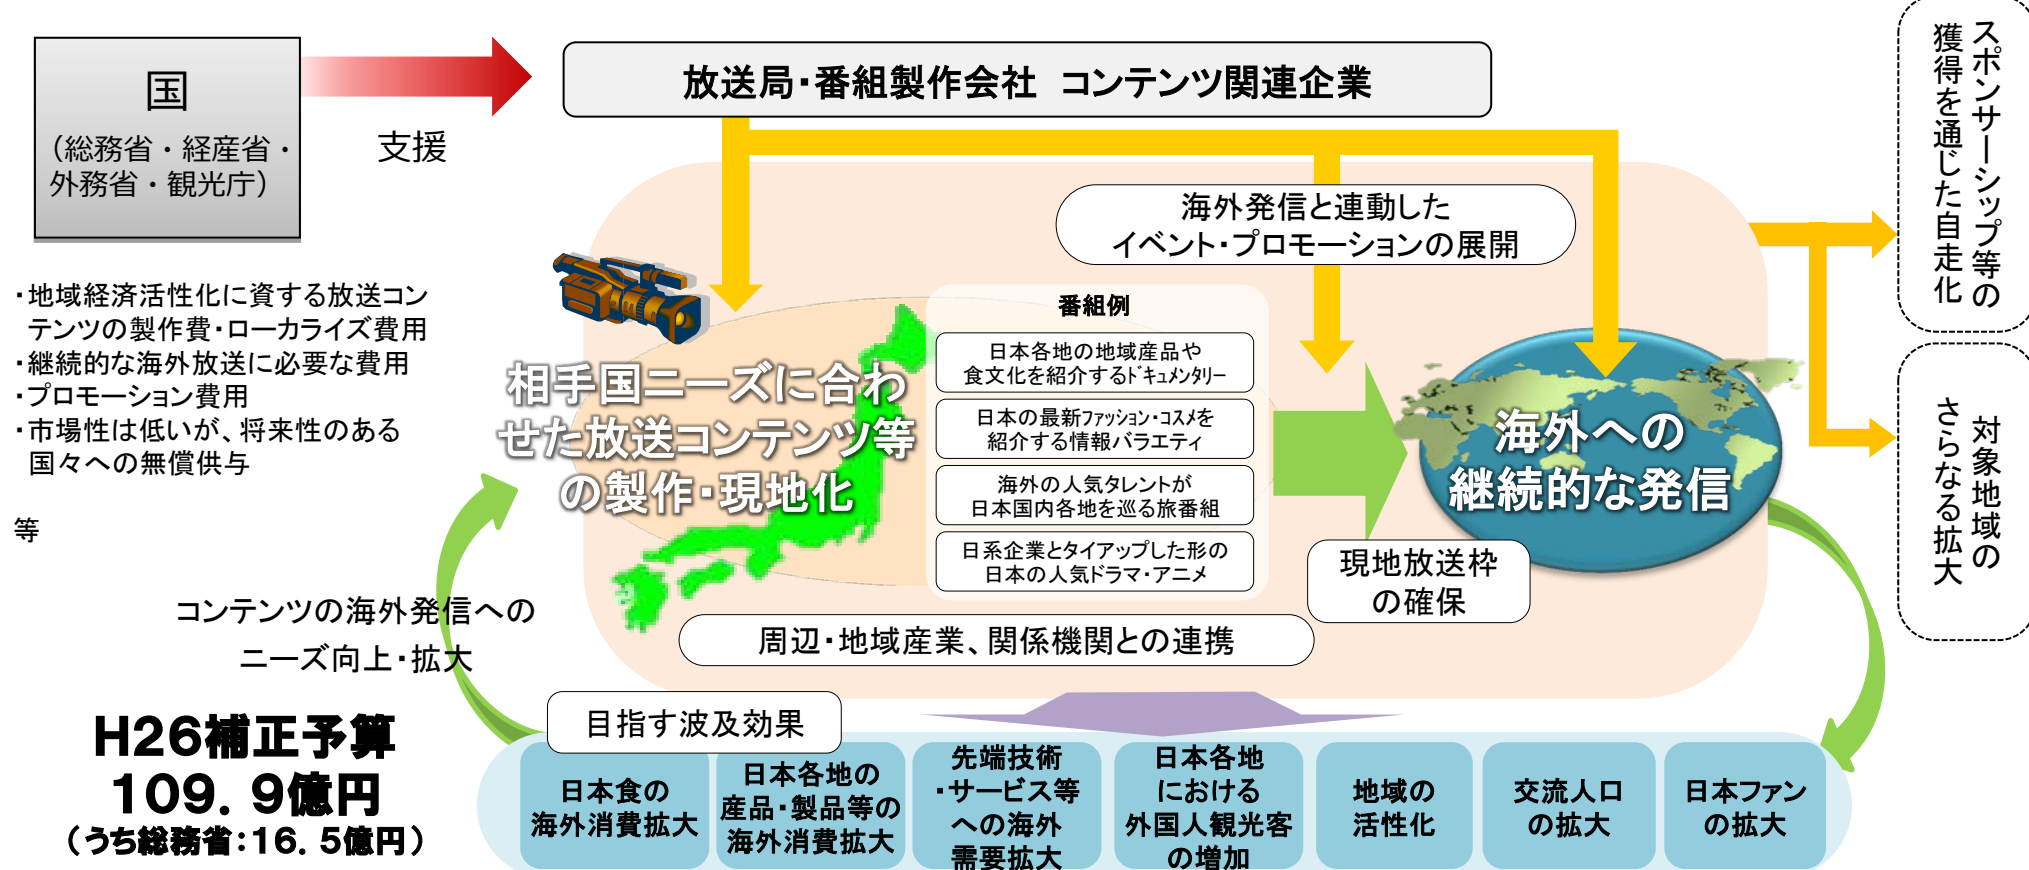 国
（総務省・経産省・
外務省・観光庁）
支援
放送局・番組製作会社　コンテンツ関連企業
スポンサーシップ等の
獲得を通じた自走化
対象地域の
さらなる拡大
・地域経済活性化に資する放送コン
テンツの製作費・ローカライズ費用
・継続的な海外放送に必要な費用
・プロモーション費用
・市場性は低いが、将来性のある
国々への無償供与
等
海外発信と連動した
イベント・プロモーションの展開
相手国ニーズに合わ
せた放送コンテンツ等
の製作・現地化
番組例
日本各地の地域産品や
食文化を紹介するﾄﾞｷｭﾒﾝﾀﾘｰ
日本の最新ﾌｧｯｼｮﾝ・ｺｽﾒを
紹介する情報バラエティ
海外の人気タレントが
日本国内各地を巡る旅番組
日系企業とタイアップした形の
日本の人気ドラマ・アニメ
海外への
継続的な発信
現地放送枠
の確保
周辺・地域産業、関係機関との連携
コンテンツの海外発信への
ニーズ向上・拡大
H26補正予算
109．9億円
（うち総務省：16．5億円）
目指す波及効果
日本食の
海外消費拡大
日本各地の
産品・製品等の
海外消費拡大
先端技術
・サービス等
への海外
需要拡大
日本各地
における
外国人観光客
の増加
地域の
活性化
交流人口
の拡大
日本ファン
の拡大